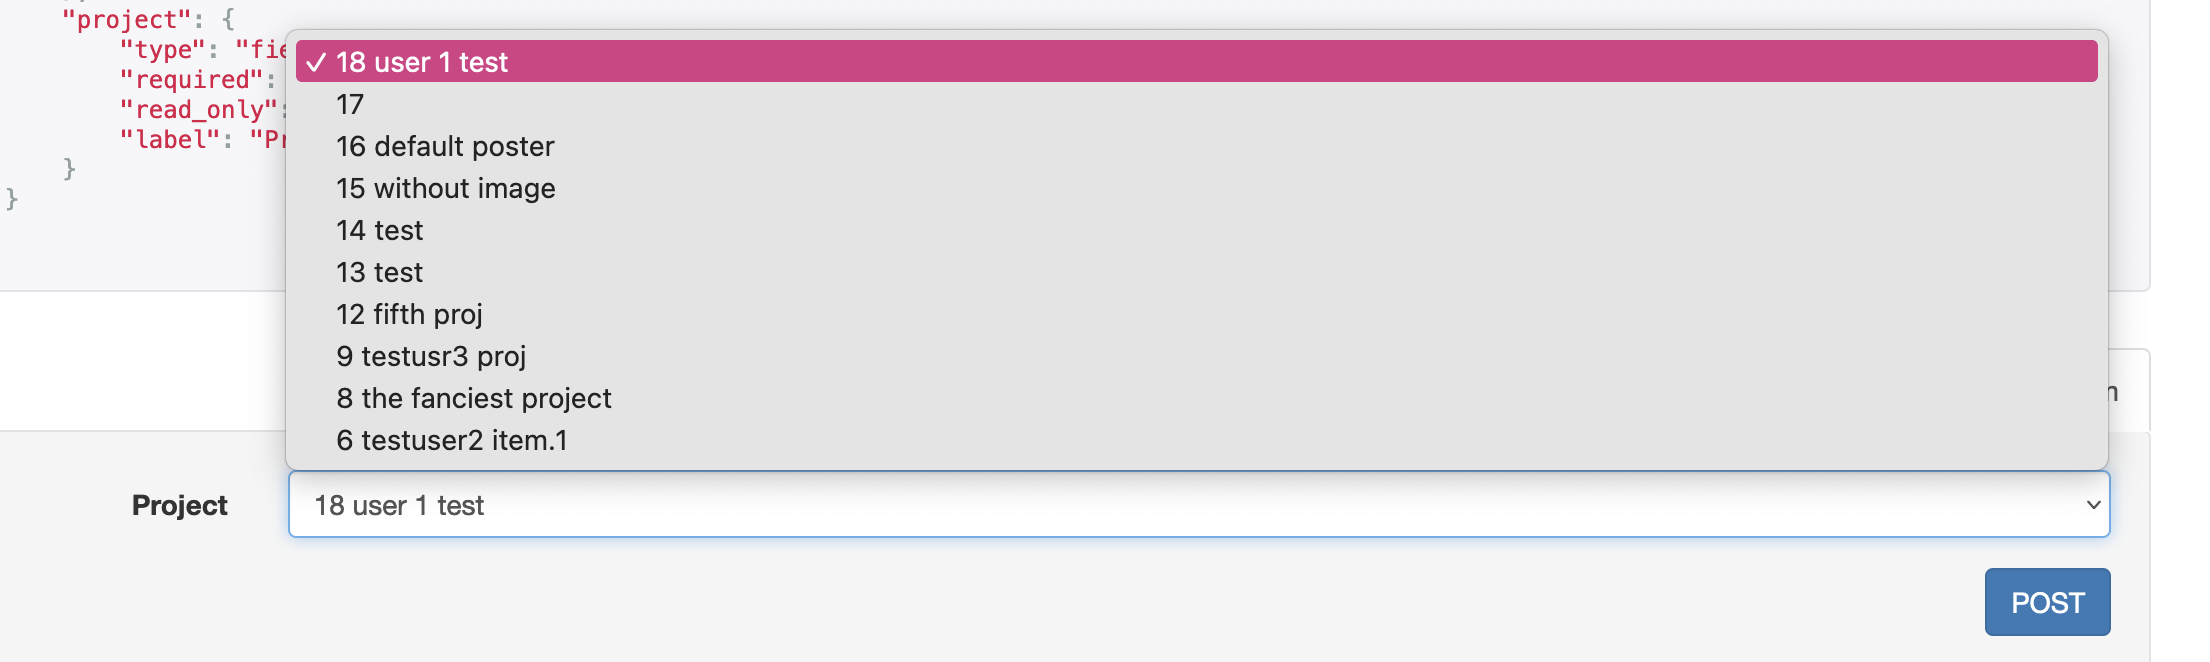 "project": {
"type": "fie
"required":
"read_only":
"label": "Pr
}
}
✓ 18 user 1 test
17
16 default poster
15 without image
14 test
13 test
12 fifth proj
9 testusr3 proj
8 the fanciest project
6 testuser2 item.1
Project
18 user 1 test
POST